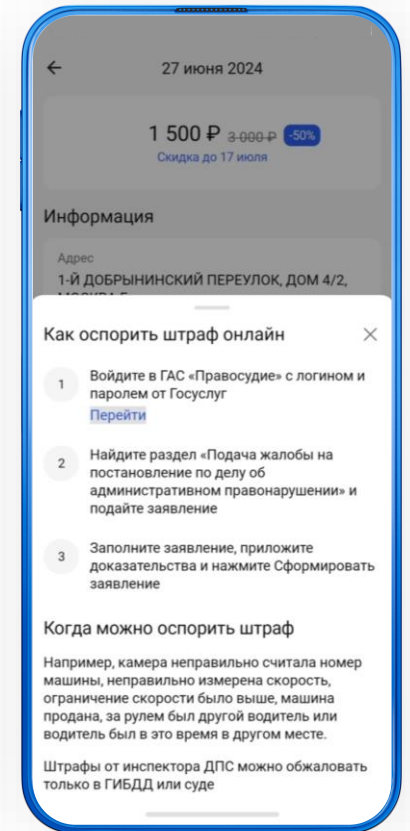 27 июня 2024
1 500 ₽ 3 000 ₽ -50%
Скидка до 17 июля
Информация
Адрес
1-Й ДОБРЫНИНСКИЙ ПЕРЕУЛОК, ДОМ 4/2,
Как оспорить штраф онлайн
1 Войдите в ГАС «Правосудие» с логином и
паролем от Госуслуг
Перейти
2 Найдите раздел «Подача жалобы на
постановление по делу об
административном правонарушении» и
подайте заявление
3 Заполните заявление, приложите
доказательства и нажмите Сформировать
заявление
Когда можно оспорить штраф
Например, камера неправильно считала номер
машины, неправильно измерена скорость,
ограничение скорости было выше, машина
продана, за рулем был другой водитель или
водитель был в это время в другом месте.
Штрафы от инспектора ДПС можно обжаловать
только в ГИБДД или суде